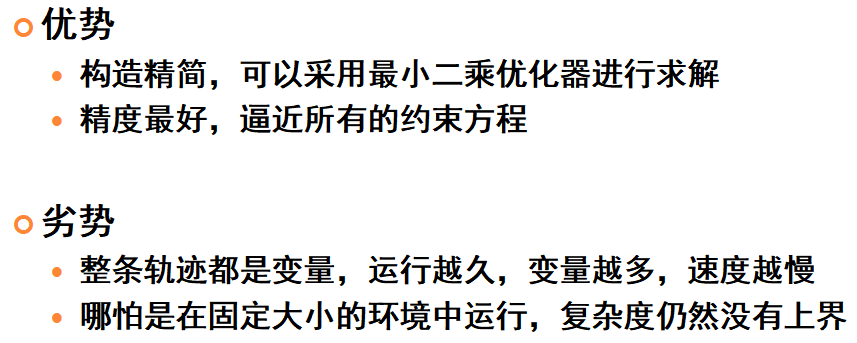 优势
构造精简，可以采用最小二乘优化器进行求解
精度最好，逼近所有的约束方程
劣势
整条轨迹都是变量，运行越久，变量越多，速度越慢
哪怕是在固定大小的环境中运行，复杂度仍然没有上界